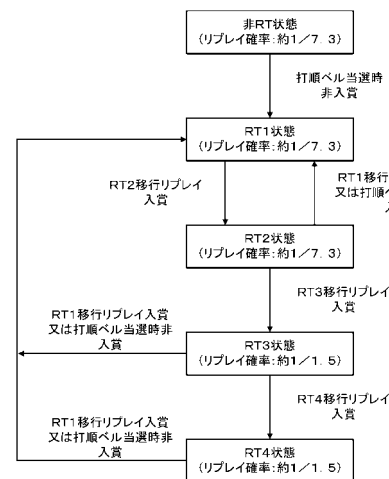 非RT状態
(リプレイ確率:約1/7.3)
打順ベル当選時
非入賞
RT1状態
(リプレイ確率:約1/7.3)
RT2移行リプレイ
入賞
RT1移行
又は打順ベ
RT2状態
(リプレイ確率:約1/7.3)
RT3移行リプレイ
入賞
RT1移行リプレイ入賞
又は打順ベル当選時非
入賞
RT3状態
(リプレイ確率:約1/1.5)
RT4移行リプレイ
入賞
RT1移行リプレイ入賞
又は打順ベル当選時非
入賞
RT4状態
(リプレイ確率:約1/1.5)